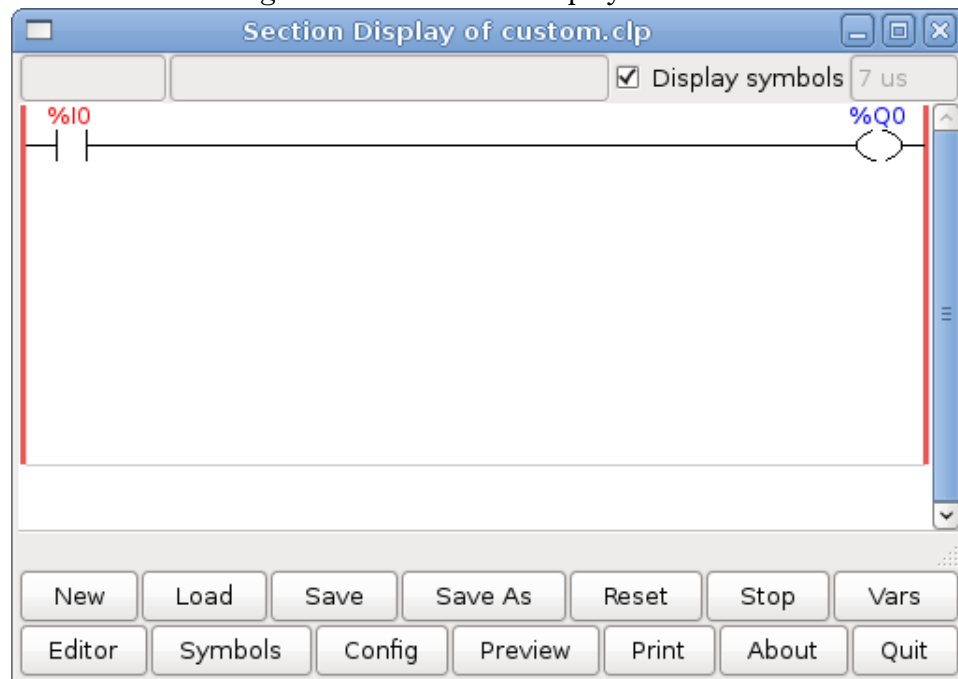 Section Display of custom.clp
Display symbols 7 us
%I0 %Q0
New Load Save Save As Reset Stop Vars
Editor Symbols Config Preview Print About Quit